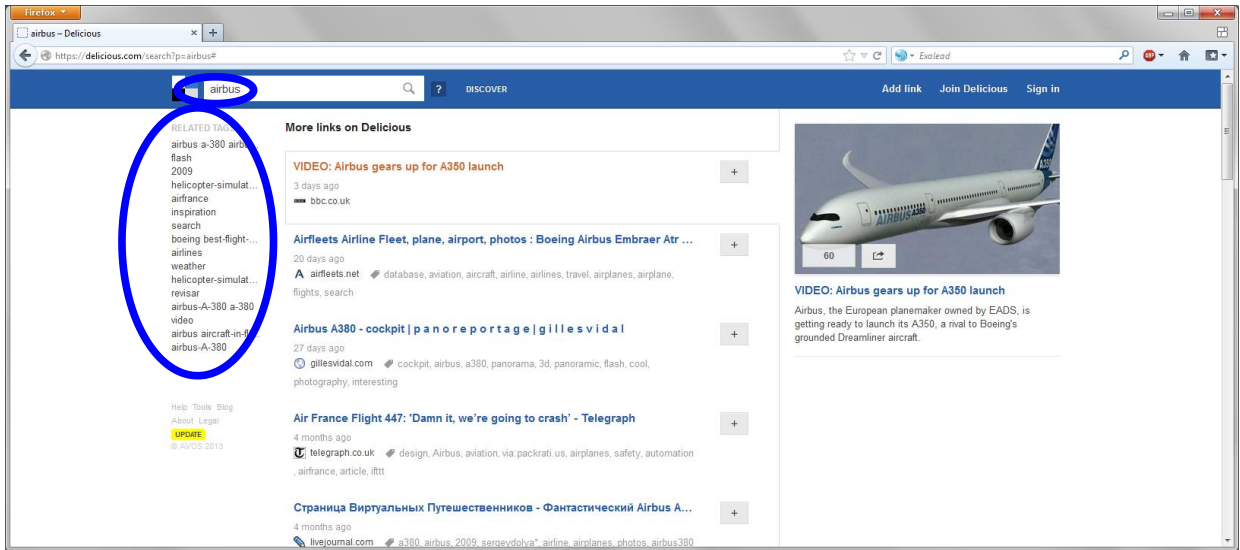 Firefox
airbus – Delicious
https://delicious.com/search?p=airbus#
Exalead
ABP
airbus
?
DISCOVER
Add link
Join Delicious
Sign in
RELATED TAGS
airbus a-380 airbu...
flash
2009
helicopter-simulat...
airfrance
inspiration
search
boeing best-flight-...
airlines
weather
helicopter-simulat...
revisar
airbus-A-380 a-380
video
airbus aircraft-in-fl...
airbus-A-380
Help Tools Blog
About Legal
UPDATE
© AVOS 2013
More links on Delicious
VIDEO: Airbus gears up for A350 launch
3 days ago
bbc.co.uk
Airfleets Airline Fleet, plane, airport, photos : Boeing Airbus Embraer Atr ...
20 days ago
airfleets.net database, aviation, aircraft, airline, airlines, travel, airplanes, airplane,
flights, search
Airbus A380 - cockpit | p a n o r e p o r t a g e | g i l l e s v i d a l
27 days ago
gillesvidal.com cockpit, airbus, a380, panorama, 3d, panoramic, flash, cool,
photography, interesting
Air France Flight 447: 'Damn it, we're going to crash' - Telegraph
4 months ago
telegraph.co.uk design, Airbus, aviation, via:packrati.us, airplanes, safety, automation
, airfrance, article, ifttt
Страница Виртуальных Путешественников - Фантастический Airbus A...
4 months ago
livejournal.com a380, airbus, 2009, sergeydolya*, airline, airplanes, photos, airbus380
AIRBUS A350
A350
60
VIDEO: Airbus gears up for A350 launch
Airbus, the European planemaker owned by EADS, is
getting ready to launch its A350, a rival to Boeing's
grounded Dreamliner aircraft.